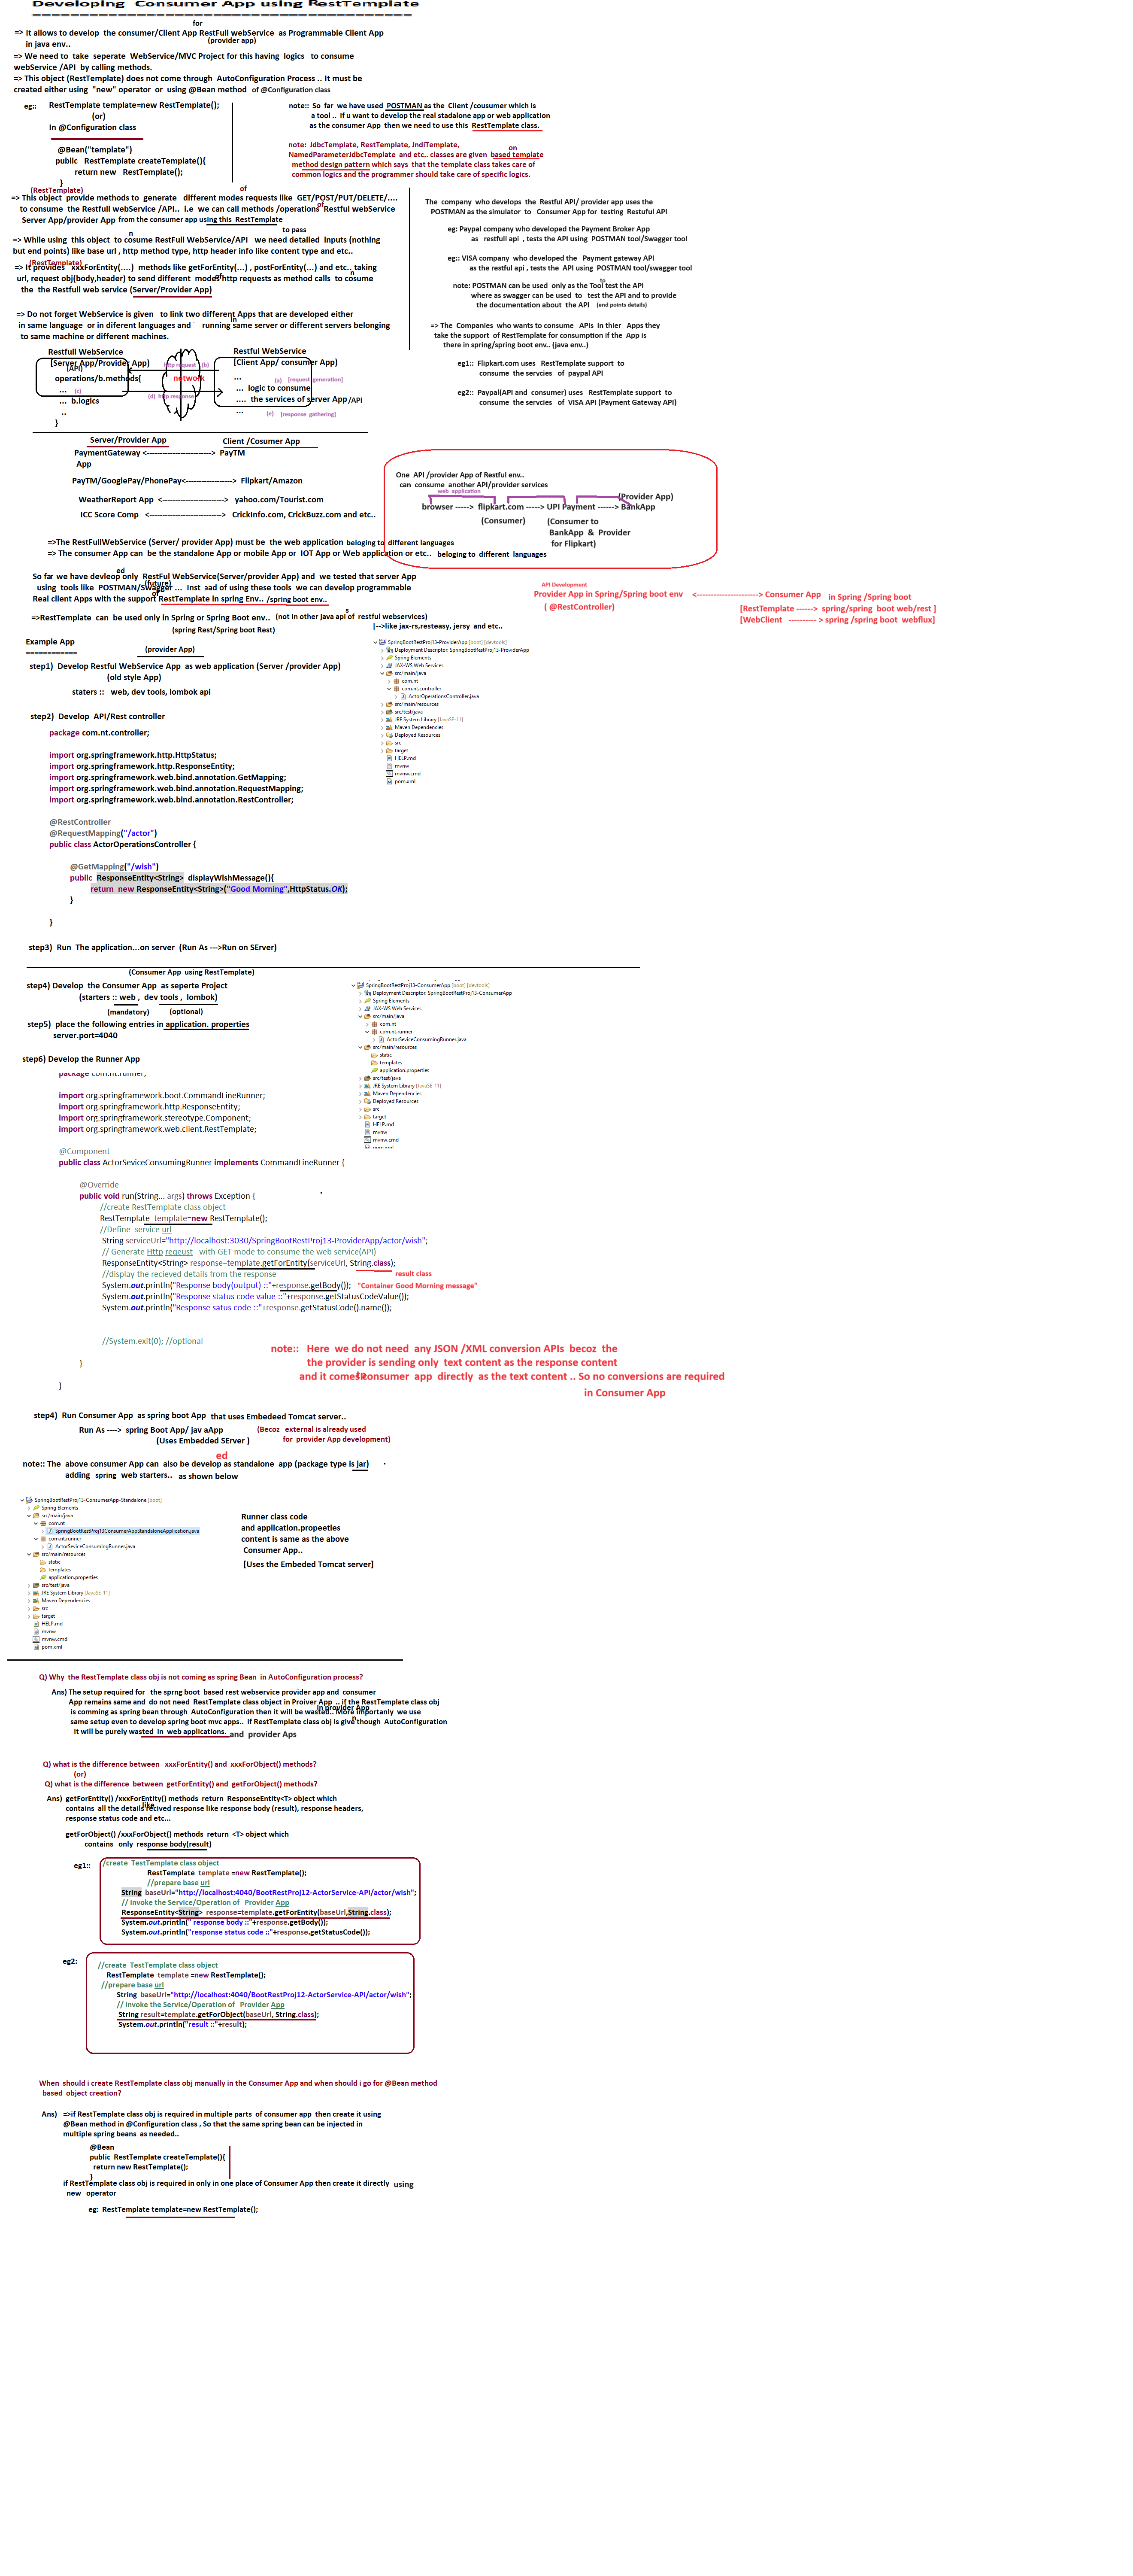 Developing Consumer App using RestTemplate
==========================================
for
=> It allows to develop the consumer/Client App RestFull webService as Programmable Client App
(provider app)
in java env..
=> We need to take seperate WebService/MVC Project for this having logics to consume
webService /API by calling methods.
=> This object (RestTemplate) does not come through AutoConfiguration Process .. It must be
created either using "new" operator or using @Bean method of @Configuration class
eg:: RestTemplate template=new RestTemplate();
(or)
In @Configuration class
@Bean("template")
public RestTemplate createTemplate(){
return new RestTemplate();
}
note:: So far we have used POSTMAN as the Client /cousumer which is
a tool .. if u want to develop the real stadalone app or web application
as the consumer App then we need to use this RestTemplate class.
note: JdbcTemplate, RestTemplate, JndiTemplate,
on
NamedParameterJdbcTemplate and etc.. classes are given based template
method design pattern which says that the template class takes care of
common logics and the programmer should take care of specific logics.
(RestTemplate)
of
=> This object provide methods to generate different modes requests like GET/POST/PUT/DELETE/....
to consume the Restfull webService /API.. i.e we can call methods /operations Restful webService
of
Server App/provider App from the consumer app using this RestTemplate
to pass
n
=> While using this object to cosume RestFull WebService/API we need detailed inputs (nothing
but end points) like base url , http method type, http header info like content type and etc..
(RestTemplate)
=> It provides xxxForEntity(....) methods like getForEntity(...) , postForEntity(...) and etc.. taking
url, request obj(body,header) to send different modes http requests as method calls to cosume
of
n
the the Restfull web service (Server/Provider App)
=> Do not forget WebService is given to link two different Apps that are developed either
in same language or in diferent languages and running same server or different servers belonging
in
to same machine or different machines.
The company who develops the Restful API/ provider app uses the
POSTMAN as the simulator to Consumer App for testing Restuful API
eg: Paypal company who developed the Payment Broker App
as restful api , tests the API using POSTMAN tool/Swagger tool
eg:: VISA company who developed the Payment gateway API
as the restful api , tests the API using POSTMAN tool/swagger tool
to
note: POSTMAN can be used only as the Tool test the API
where as swagger can be used to test the API and to provide
the documentation about the API (end points details)
=> The Companies who wants to consume APIs in thier Apps they
take the support of RestTemplate for consumption if the App is
there in spring/spring boot env.. (java env..)
eg1:: Flipkart.com uses RestTemplate support to
consume the servcies of paypal API
eg2:: Paypal(API and consumer) uses RestTemplate support to
consume the servcies of VISA API (Payment Gateway API)
Restfull WebService
[Server App/Provider App)
(API)
operations/b.methods{
... (c)
... b.logics
..
}
http request (b)
network
(d) http response
Restful WebService
[Client App/ consumer App)
...
(a) [request generation]
... logic to consume
.... the services of server App/API
...
(e) [response gathering]
Server/Provider App
Client /Cosumer App
PaymentGateway <------------------------> PayTM
App
PayTM/GooglePay/PhonePay<-----------------> Flipkart/Amazon
WeatherReport App <-----------------------> yahoo.com/Tourist.com
ICC Score Comp <---------------------------> CrickInfo.com, CrickBuzz.com and etc..
One API /provider App of Restful env..
can consume another API/provider services
web application
(Provider App)
browser -----> flipkart.com -----> UPI Payment ------> BankApp
(Consumer)
(Consumer to
BankApp & Provider
for Flipkart)
=>The RestFullWebService (Server/ provider App) must be the web application beloging to different languages
=> The consumer App can be the standalone App or mobile App or IOT App or Web application or etc.. beloging to different languages
ed
So far we have devleop only RestFul WebService(Server/provider App) and we tested that server App
(future)
using tools like POSTMAN/Swagger ... Instead of using these tools we can develop programmable
of
Real client Apps with the support RestTemplate in spring Env.. /spring boot env..
API Development
Provider App in Spring/Spring boot env <---------------------> Consumer App in Spring /Spring boot
( @RestController)
[RestTemplate ------> spring/spring boot web/rest ]
[WebClient ---------- > spring /spring boot webflux]
s
=>RestTemplate can be used only in Spring or Spring Boot env.. (not in other java api of restful webservices)
(spring Rest/Spring boot Rest)
|-->like jax-rs,resteasy, jersy and etc..
Example App
============
(provider App)
step1) Develop Restful WebService App as web application (Server /provider App)
(old style App)
staters :: web, dev tools, lombok api
step2) Develop API/Rest controller
package com.nt.controller;
import org.springframework.http.HttpStatus;
import org.springframework.http.ResponseEntity;
import org.springframework.web.bind.annotation.GetMapping;
import org.springframework.web.bind.annotation.RequestMapping;
import org.springframework.web.bind.annotation.RestController;
@RestController
@RequestMapping("/actor")
public class ActorOperationsController {
@GetMapping("/wish")
public ResponseEntity<String> displayWishMessage(){
return new ResponseEntity<String>("Good Morning",HttpStatus.OK);
}
}
SpringBootRestProj13-ProviderApp [boot] [devtools]
Deployment Descriptor: SpringBootRestProj13-ProviderApp
Spring Elements
JAX-WS Web Services
src/main/java
com.nt
com.nt.controller
ActorOperationsController.java
src/main/resources
src/test/java
JRE System Library [JavaSE-11]
Maven Dependencies
Deployed Resources
src
target
HELP.md
mvnw
mvnw.cmd
pom.xml
step3) Run The application...on server (Run As --->Run on SErver)
(Consumer App using RestTemplate)
step4) Develop the Consumer App as seperte Project
(starters :: web , dev tools , lombok)
(mandatory) (optional)
step5) place the following entries in application. properties
server.port=4040
step6) Develop the Runner App
package com.nt.runner;
import org.springframework.boot.CommandLineRunner;
import org.springframework.http.ResponseEntity;
import org.springframework.stereotype.Component;
import org.springframework.web.client.RestTemplate;
@Component
public class ActorSeviceConsumingRunner implements CommandLineRunner {
@Override
public void run(String... args) throws Exception {
//create RestTemplate class object
RestTemplate template=new RestTemplate();
//Define service url
String serviceUrl="http://localhost:3030/SpringBootRestProj13-ProviderApp/actor/wish";
// Generate Http reqeust with GET mode to consume the web service(API)
ResponseEntity<String> response=template.getForEntity(serviceUrl, String.class);
//display the recieved details from the response
result class
System.out.println("Response body(output) ::"+response.getBody()); "Container Good Morning message"
System.out.println("Response status code value ::"+response.getStatusCodeValue());
System.out.println("Response satus code ::"+response.getStatusCode().name());
//System.exit(0); //optional
}
}
SpringBootRestProj13-ConsumerApp [boot] [devtools]
Deployment Descriptor: SpringBootRestProj13-ConsumerApp
Spring Elements
JAX-WS Web Services
src/main/java
com.nt
com.nt.runner
ActorSeviceConsumingRunner.java
src/main/resources
static
templates
application.properties
src/test/java
JRE System Library [JavaSE-11]
Maven Dependencies
Deployed Resources
src
target
HELP.md
mvnw
mvnw.cmd
pom.xml
note:: Here we do not need any JSON /XML conversion APIs becoz the
the provider is sending only text content as the response content
to
and it comes consumer app directly as the text content .. So no conversions are required
in Consumer App
step4) Run Consumer App as spring boot App that uses Embedeed Tomcat server..
Run As ----> spring Boot App/ jav aApp
(Uses Embedded SErver )
(Becoz external is already used
for provider App development)
ed
note:: The above consumer App can also be develop as standalone app (package type is jar)
adding spring web starters.. as shown below
SpringBootRestProj13-ConsumerApp-Standalone [boot]
Spring Elements
src/main/java
com.nt
SpringBootRestProj13ConsumerAppStandaloneApplication.java
com.nt.runner
ActorSeviceConsumingRunner.java
src/main/resources
static
templates
application.properties
src/test/java
JRE System Library [JavaSE-11]
Maven Dependencies
src
target
HELP.md
mvnw
mvnw.cmd
pom.xml
Runner class code
and application.propeeties
content is same as the above
Consumer App..
[Uses the Embeded Tomcat server]
Q) Why the RestTemplate class obj is not coming as spring Bean in AutoConfiguration process?
Ans) The setup required for the sprng boot based rest webservice provider app and consumer
App remains same and do not need RestTemplate class object in Proiver App .. if the RestTemplate class obj
in provider App
is comming as spring bean through AutoConfiguration then it will be wasted.. More importanly we use
n
same setup even to develop spring boot mvc apps.. if RestTemplate class obj is give though AutoConfiguration
it will be purely wasted in web applications. and provider Aps
Q) what is the difference between xxxForEntity() and xxxForObject() methods?
(or)
Q) what is the difference between getForEntity() and getForObject() methods?
Ans) getForEntity() /xxxForEntity() methods return ResponseEntity<T> object which
like
contains all the details recived response like response body (result), response headers,
response status code and etc...
getForObject() /xxxForObject() methods return <T> object which
contains only response body(result)
eg1::
/create TestTemplate class object
RestTemplate template =new RestTemplate();
//prepare base url
String baseUrl="http://localhost:4040/BootRestProj12-ActorService-API/actor/wish";
// invoke the Service/Operation of Provider App
ResponseEntity<String> response=template.getForEntity(baseUrl,String.class);
System.out.println(" response body ::"+response.getBody());
System.out.println("response status code ::"+response.getStatusCode());
eg2:
//create TestTemplate class object
RestTemplate template =new RestTemplate();
//prepare base url
String baseUrl="http://localhost:4040/BootRestProj12-ActorService-API/actor/wish";
// invoke the Service/Operation of Provider App
String result=template.getForObject(baseUrl, String.class);
System.out.println("result ::"+result);
When should i create RestTemplate class obj manually in the Consumer App and when should i go for @Bean method
based object creation?
Ans) =>if RestTemplate class obj is required in multiple parts of consumer app then create it using
@Bean method in @Configuration class , So that the same spring bean can be injected in
multiple spring beans as needed..
@Bean
public RestTemplate createTemplate(){
return new RestTemplate();
}
if RestTemplate class obj is required in only in one place of Consumer App then create it directly using
new operator
eg: RestTemplate template=new RestTemplate();